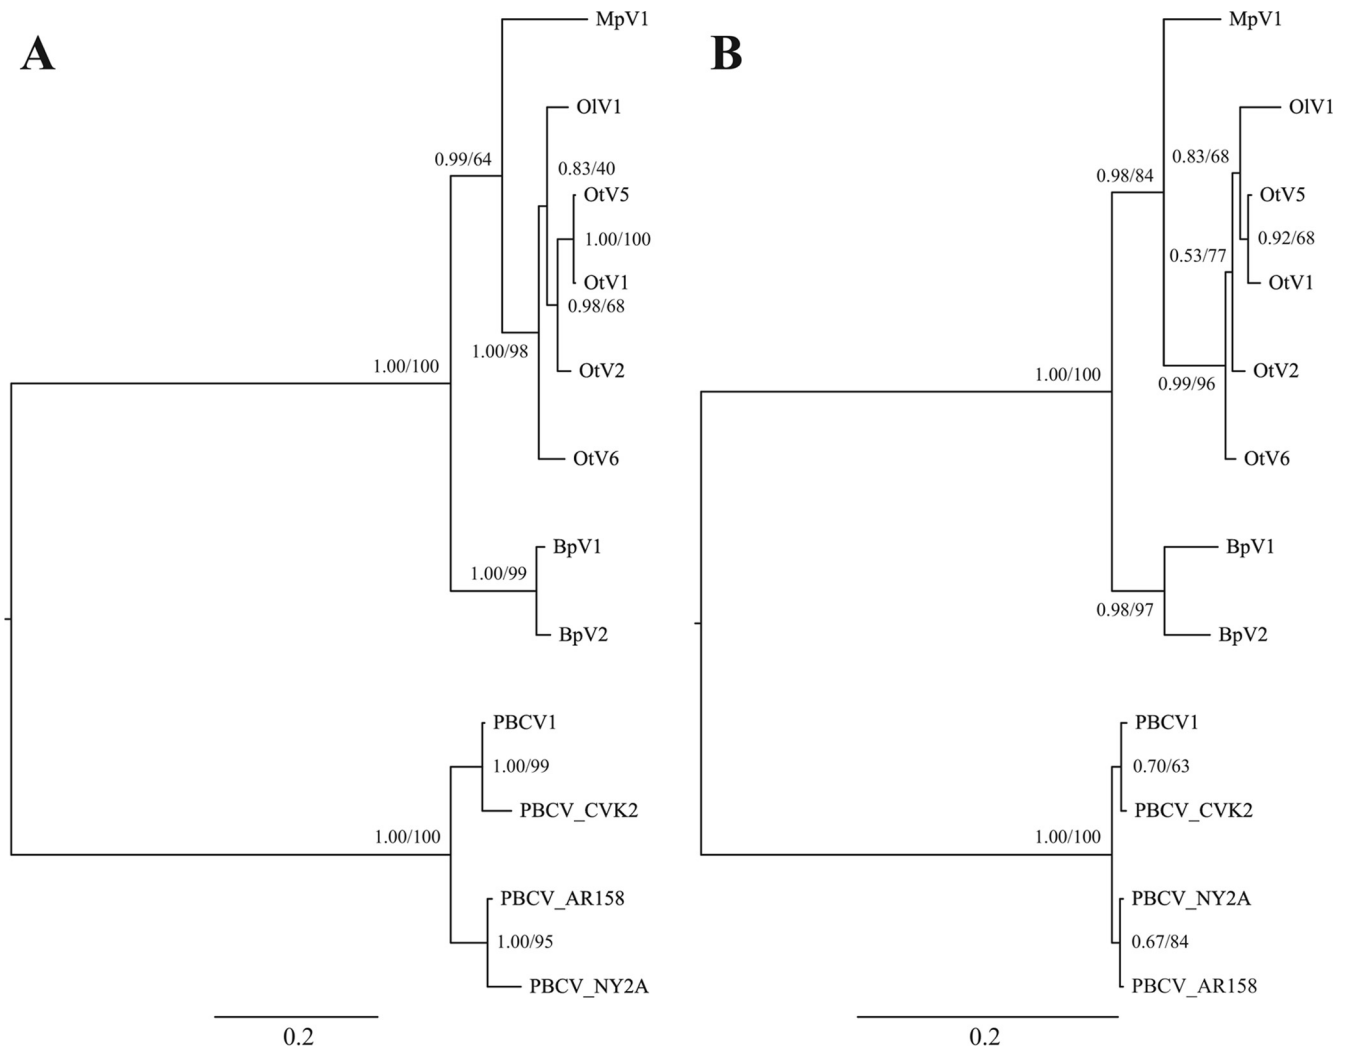 A
MpV1
OlV1
0.99/64
0.83/40
OtV5
1.00/100
OtV1
0.98/68
1.00/98
1.00/100
OtV2
OtV6
BpV1
1.00/99
BpV2
PBCV1
1.00/99
PBCV_CVK2
1.00/100
PBCV_AR158
1.00/95
PBCV_NY2A
0.2
B
MpV1
OlV1
0.83/68
0.98/84
OtV5
0.92/68
0.53/77
OtV1
OtV2
1.00/100
0.99/96
OtV6
BpV1
0.98/97
BpV2
PBCV1
0.70/63
PBCV_CVK2
1.00/100
PBCV_NY2A
0.67/84
PBCV_AR158
0.2